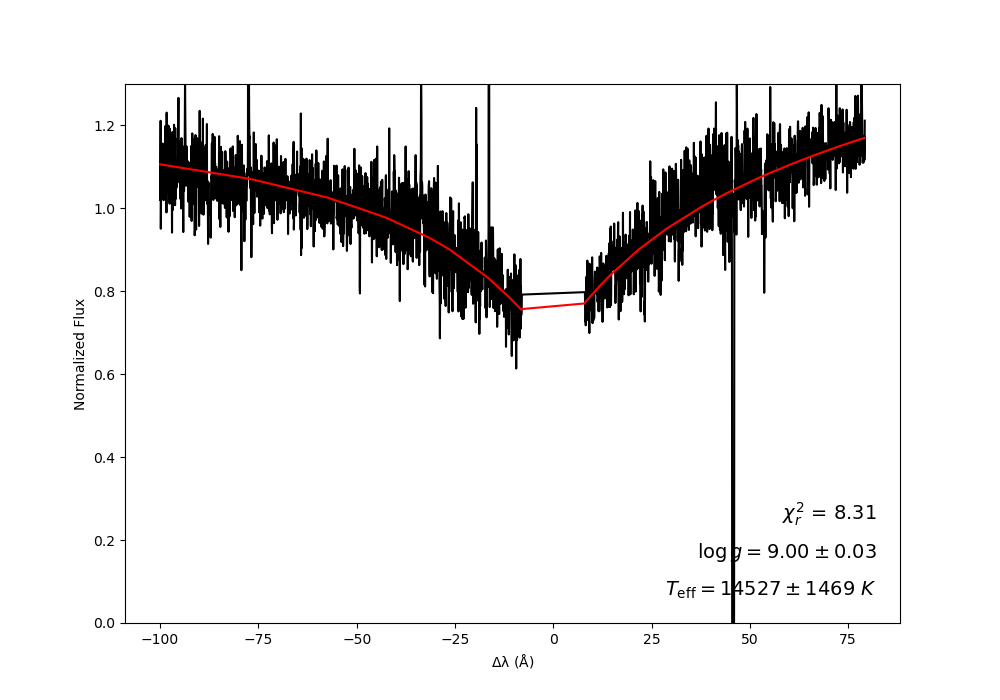 1.2
1.0
0.8
0.6
0.4
0.2
0.0
Normalized Flux
χ²ᵣ = 8.31
log g = 9.00 ± 0.03
T_eff = 14527 ± 1469 K
−100 −75 −50 −25 0 25 50 75
Δλ (Å)